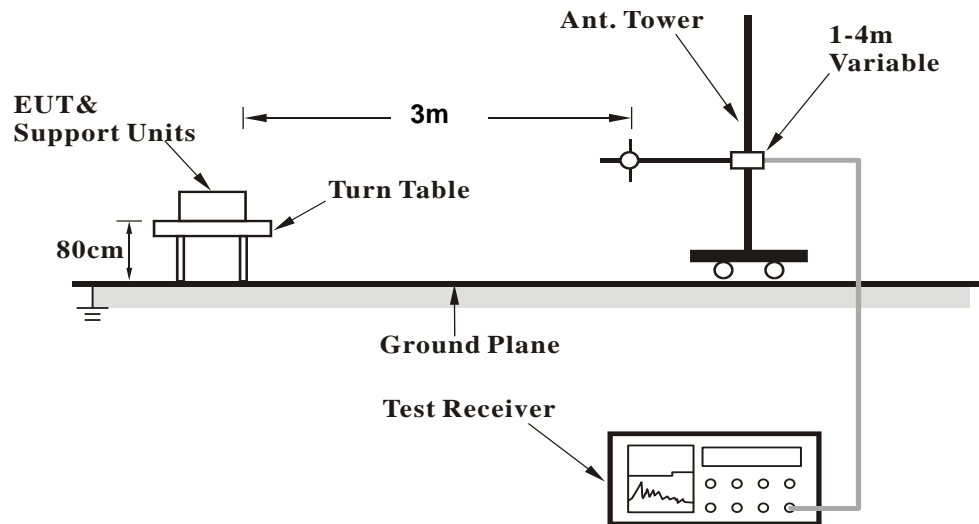 Ant. Tower
1-4m
Variable
EUT&
Support Units
3m
Turn Table
80cm
Ground Plane
Test Receiver